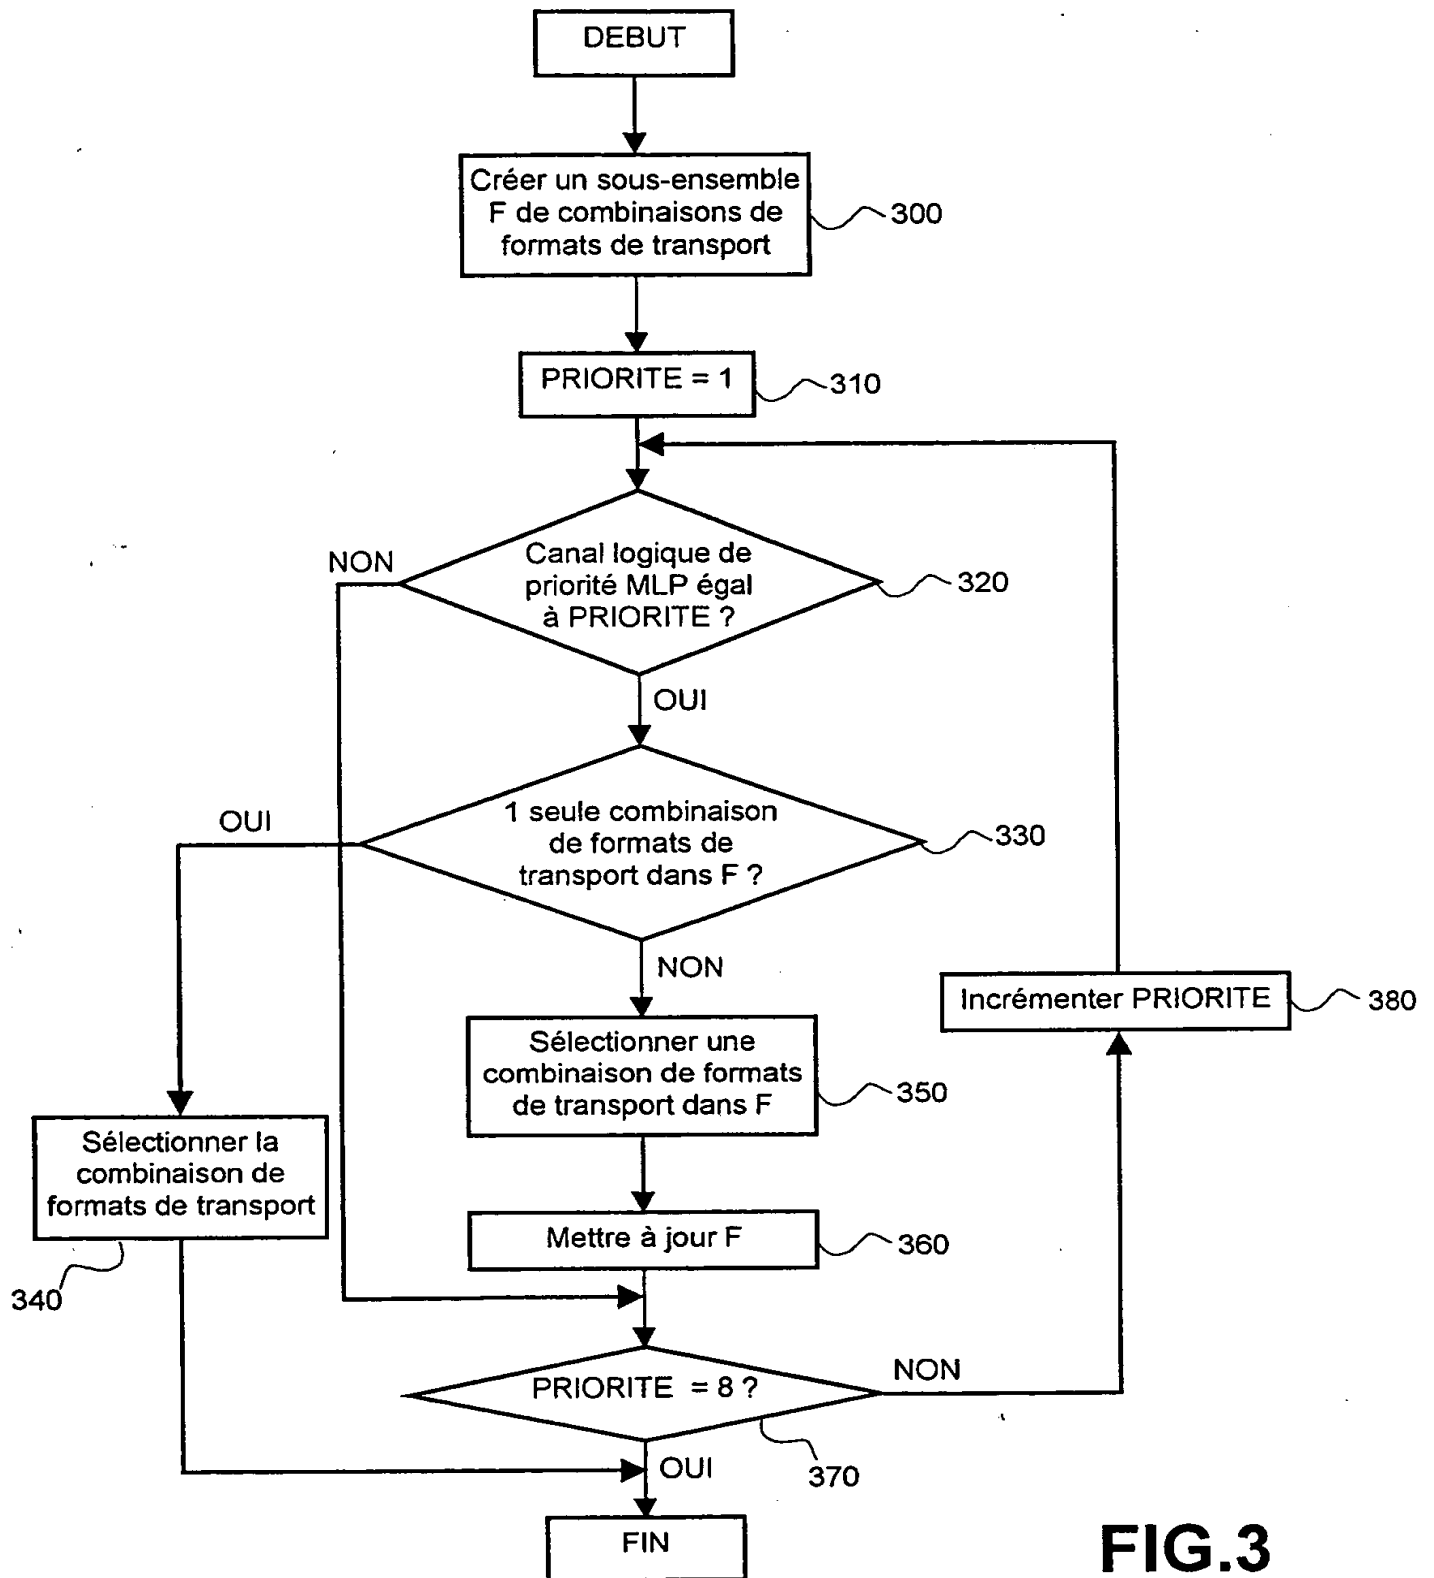 DEBUT
Créer un sous-ensemble
F de combinaisons de
formats de transport
300
PRIORITE = 1
310
Canal logique de
priorité MLP égal
à PRIORITE ?
320
NON
OUI
1 seule combinaison
de formats de
transport dans F ?
330
OUI
NON
Incrémenter PRIORITE
380
Sélectionner une
combinaison de formats
de transport dans F
350
Sélectionner la
combinaison de
formats de transport
340
Mettre à jour F
360
PRIORITE = 8 ?
NON
370
OUI
FIN
FIG.3